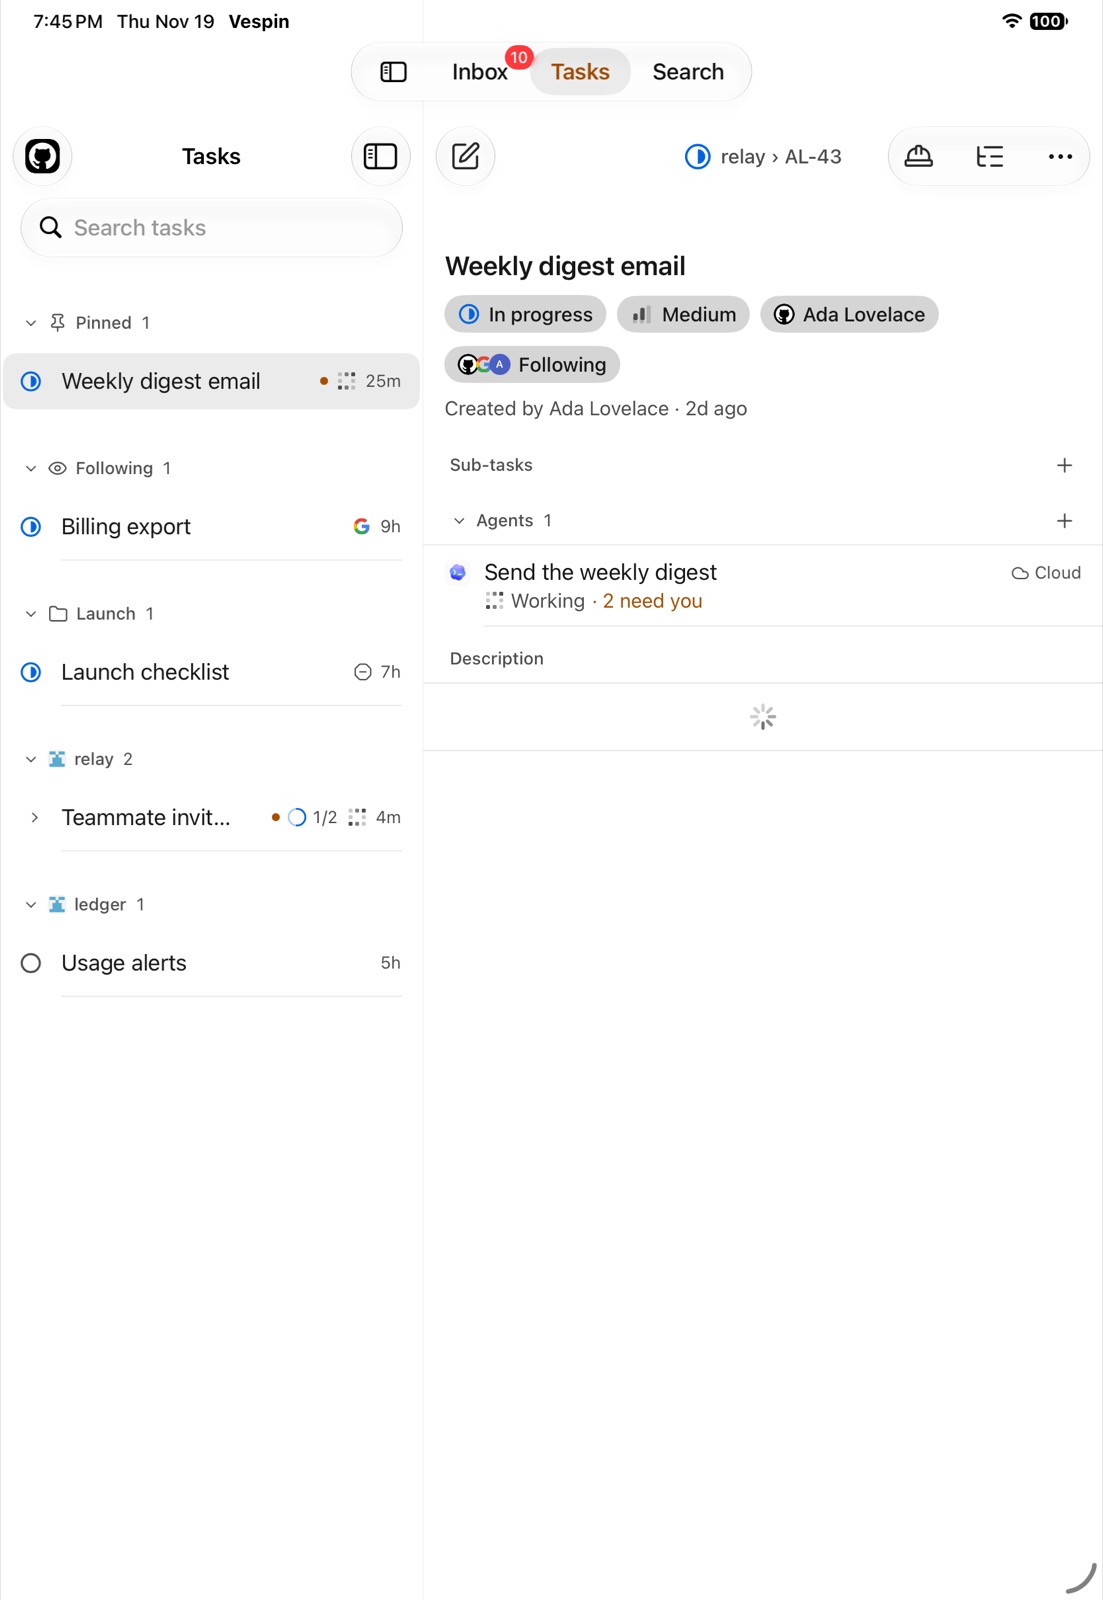 7:45 PM Thu Nov 19 Vespin
100
Inbox 10 Tasks Search
Tasks
relay › AL-43
Search tasks
Pinned 1
Weekly digest email 25m
Following 1
Billing export G 9h
Launch 1
Launch checklist 7h
relay 2
Teammate invit... 1/2 4m
ledger 1
Usage alerts 5h
Weekly digest email
In progress Medium Ada Lovelace
G A Following
Created by Ada Lovelace · 2d ago
Sub-tasks
Agents 1
Send the weekly digest Cloud
Working · 2 need you
Description